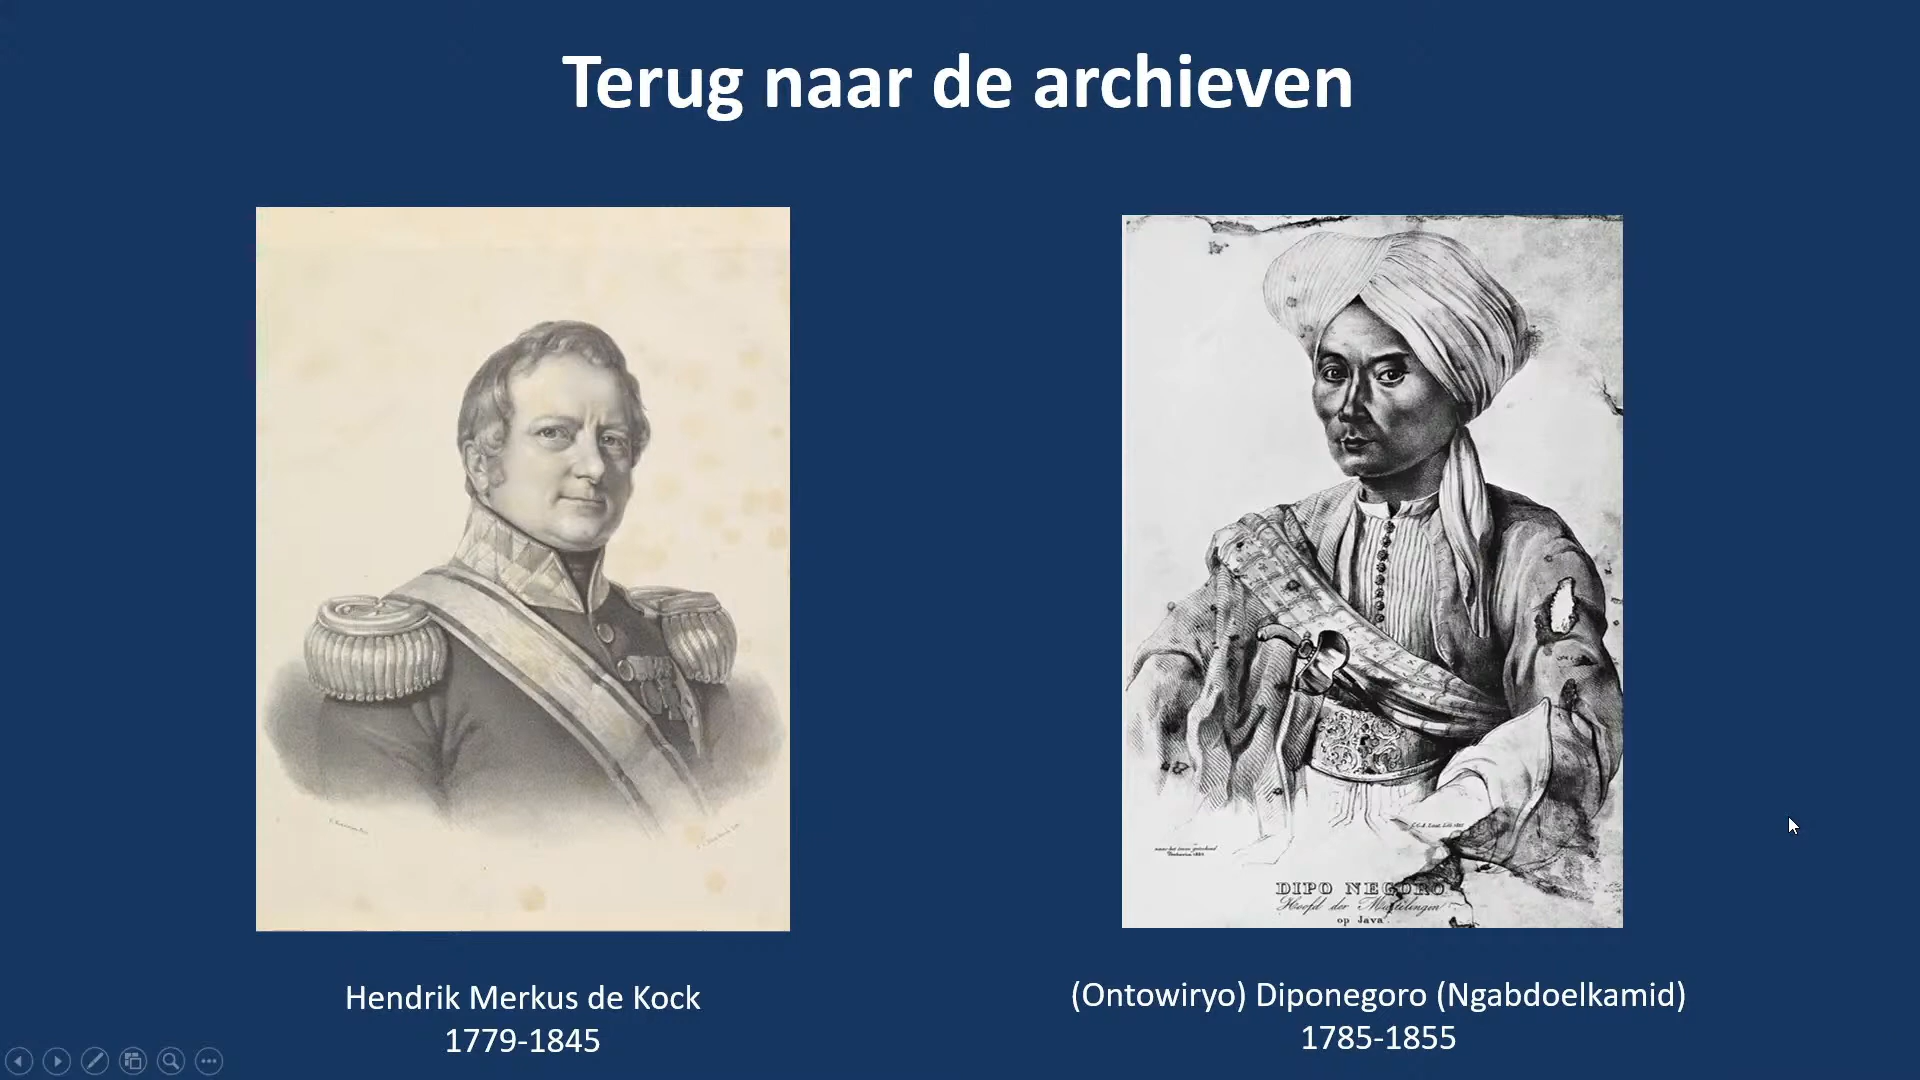 Terug naar de archieven
DIPO NEGORO
Hoofd der Muitelingen
op Java.
Hendrik Merkus de Kock
1779-1845
(Ontowiryo) Diponegoro (Ngabdoelkamid)
1785-1855